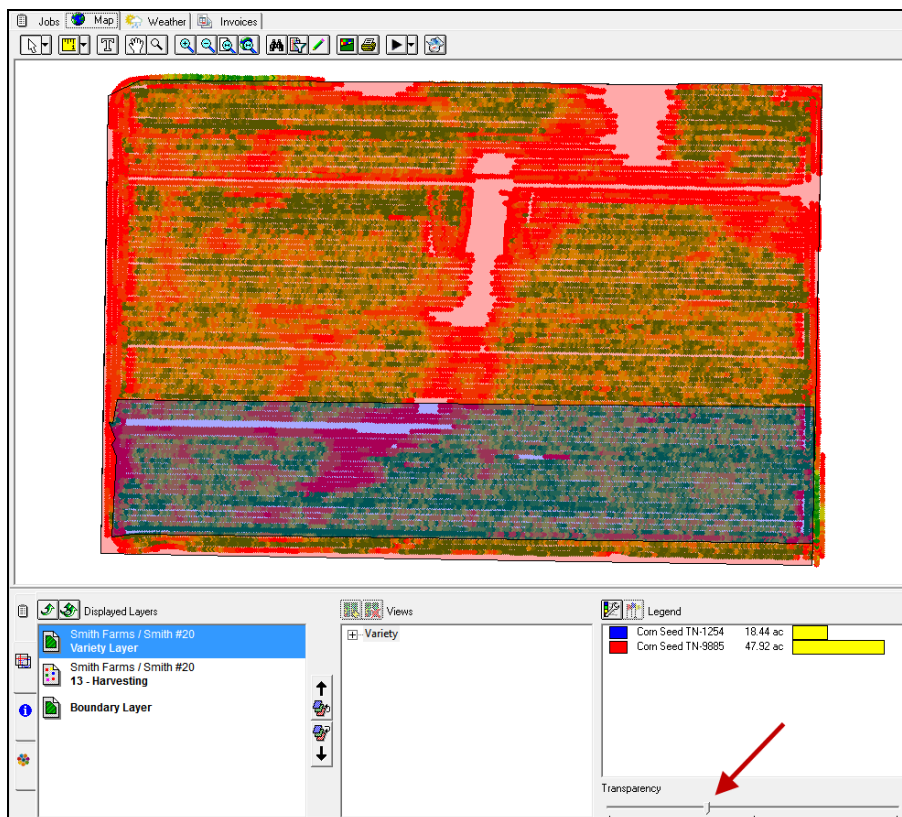 Jobs Map Weather Invoices
T
Displayed Layers
Smith Farms / Smith #20
Variety Layer
Smith Farms / Smith #20
13 - Harvesting
Boundary Layer
Views
Variety
Legend
Corn Seed TN-1254 18.44 ac
Corn Seed TN-9885 47.92 ac
Transparency